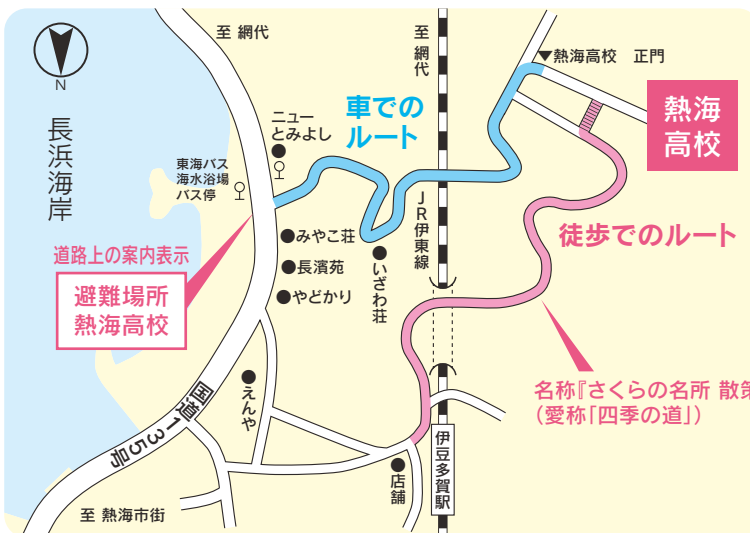 至 網代
至 網代
▼熱海高校 正門
N
長浜海岸
ニュー
とみよし
車での
ルート
熱海
高校
東海バス
海水浴場
バス停
JR伊東線
道路上の案内表示
みやこ荘
徒歩でのルート
長濱苑
いざわ荘
避難場所
熱海高校
やどかり
名称『さくらの名所 散策
(愛称「四季の道」)
えんや
国道135号
伊豆多賀駅
店舗
至 熱海市街